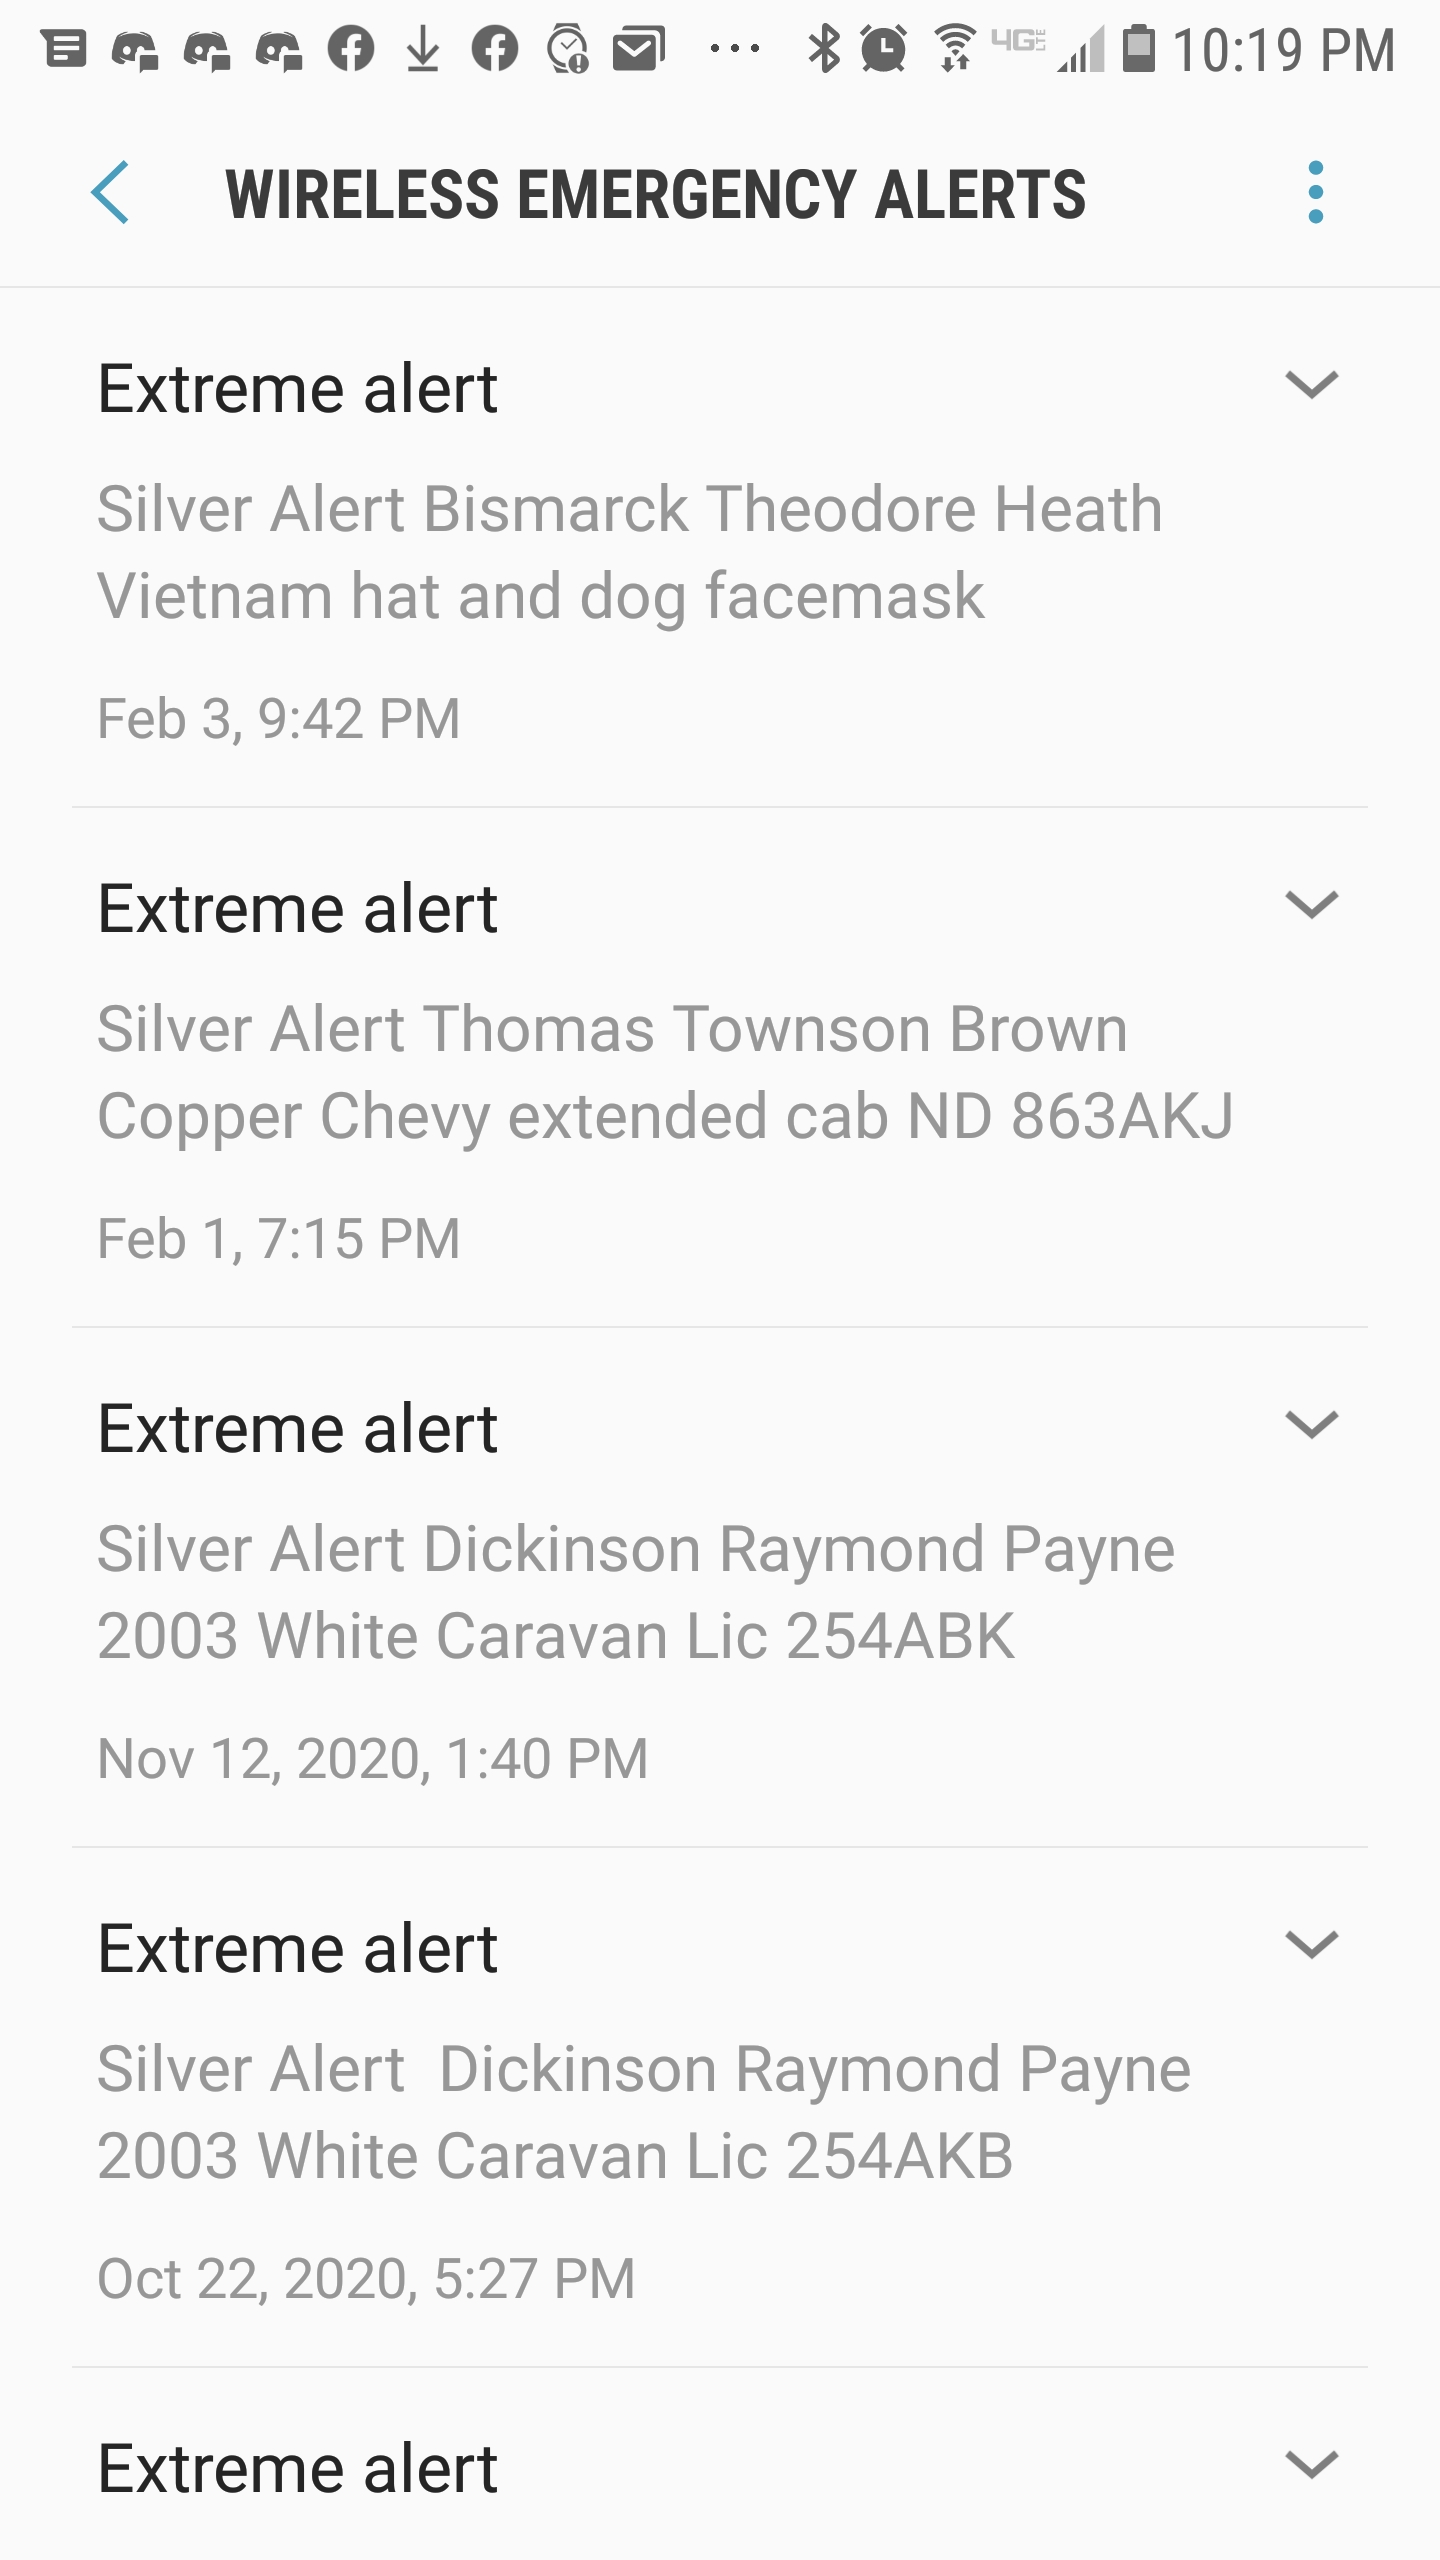 10:19 PM
WIRELESS EMERGENCY ALERTS
Extreme alert
Silver Alert Bismarck Theodore Heath
Vietnam hat and dog facemask
Feb 3, 9:42 PM
Extreme alert
Silver Alert Thomas Townson Brown
Copper Chevy extended cab ND 863AKJ
Feb 1, 7:15 PM
Extreme alert
Silver Alert Dickinson Raymond Payne
2003 White Caravan Lic 254ABK
Nov 12, 2020, 1:40 PM
Extreme alert
Silver Alert  Dickinson Raymond Payne
2003 White Caravan Lic 254AKB
Oct 22, 2020, 5:27 PM
Extreme alert